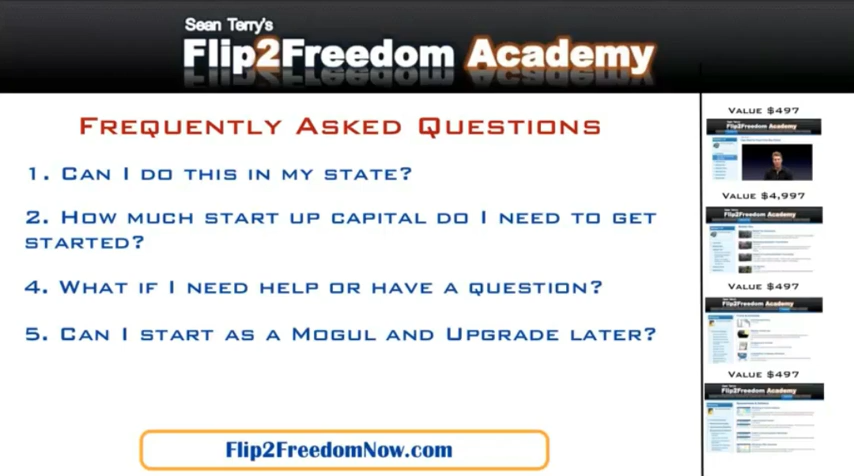 Sean Terry's
Flip2Freedom Academy
Frequently Asked Questions
1. Can I do this in my state?
2. How much start up capital do I need to get
started?
4. What if I need help or have a question?
5. Can I start as a Mogul and Upgrade later?
Flip2FreedomNow.com
Value $497
Flip2Freedom Academy
Value $4,997
Flip2Freedom Academy
Value $497
Flip2Freedom Academy
Value $497
Flip2Freedom Academy